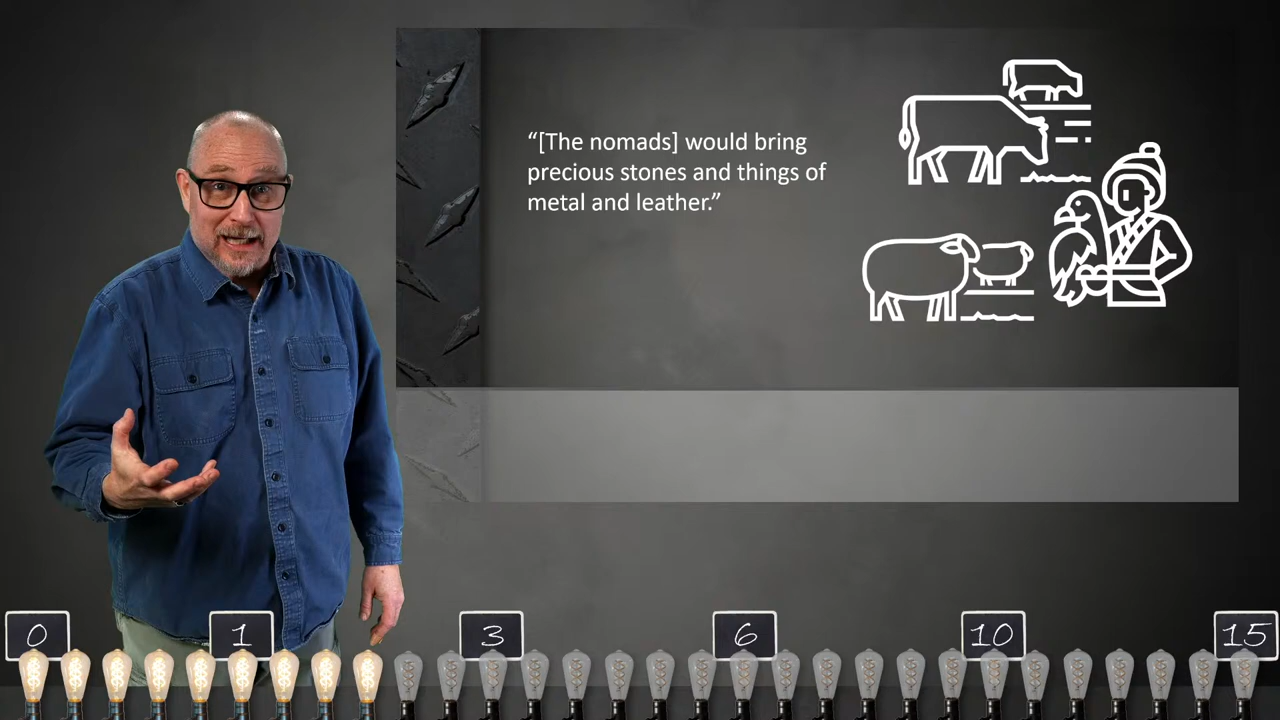 “[The nomads] would bring
precious stones and things of
metal and leather.”
0
1
3
6
10
15